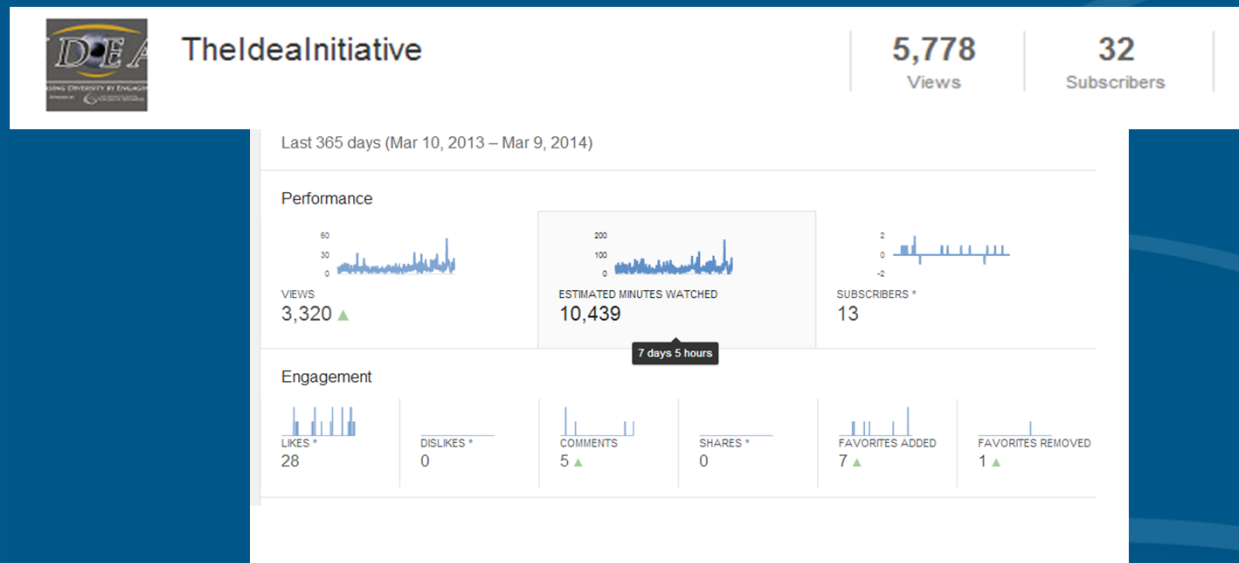 IDEA
TheIdeaInitiative
5,778
Views
32
Subscribers
Last 365 days (Mar 10, 2013 – Mar 9, 2014)
Performance
60
30
0
VIEWS
3,320
200
100
0
ESTIMATED MINUTES WATCHED
10,439
7 days 5 hours
2
0
-2
SUBSCRIBERS *
13
Engagement
LIKES *
28
DISLIKES *
0
COMMENTS
5
SHARES *
0
FAVORITES ADDED
7
FAVORITES REMOVED
1